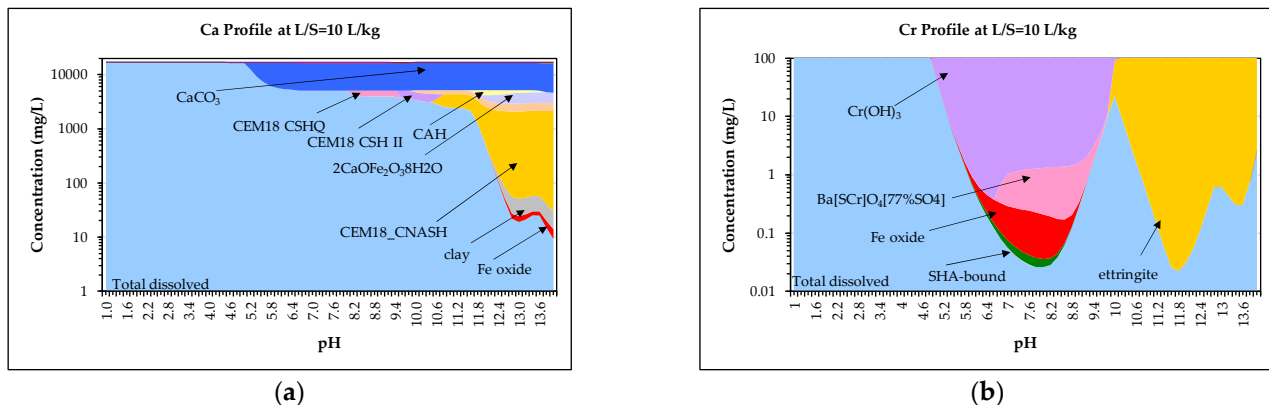 Ca Profile at L/S=10 L/kg
Concentration (mg/L)
10000
1000
100
10
1
CaCO3
CEM18 CSHQ
CEM18 CSH II
CAH
2CaOFe2O38H2O
CEM18_CNASH
clay
Fe oxide
Total dissolved
1.0 1.6 2.2 2.8 3.4 4.0 4.6 5.2 5.8 6.4 7.0 7.6 8.2 8.8 9.4 10.0 10.6 11.2 11.8 12.4 13.0 13.6
pH
(a)
Cr Profile at L/S=10 L/kg
Concentration (mg/L)
100
10
1
0.1
0.01
Cr(OH)3
Ba[SCr]O4[77%SO4]
Fe oxide
SHA-bound
ettringite
Total dissolved
1 1.6 2.2 2.8 3.4 4 4.6 5.2 5.8 6.4 7 7.6 8.2 8.8 9.4 10 10.6 11.2 11.8 12.4 13 13.6
pH
(b)